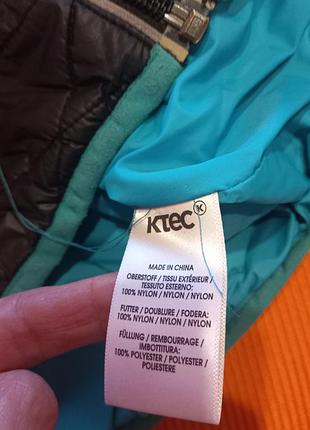 KTEC K
MADE IN CHINA
OBERSTOFF / TISSU EXTÉRIEUR /
TESSUTO ESTERNO:
100% NYLON / NYLON / NYLON
FUTTER / DOUBLURE / FODERA:
100% NYLON / NYLON / NYLON
FÜLLUNG / REMBOURRAGE /
IMBOTTITURA:
100% POLYESTER / POLYESTER /
POLIESTERE